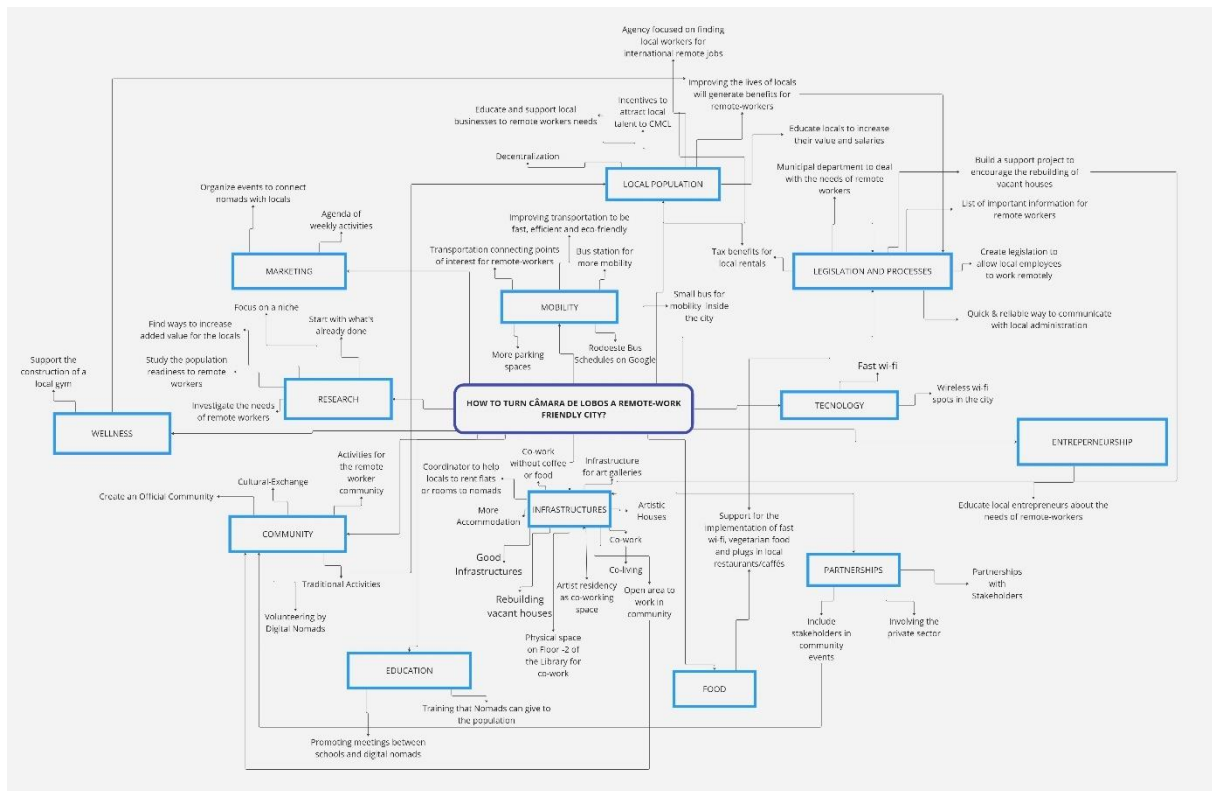 Agency focused on finding
local workers for
international remote jobs
Improving the lives of locals
will generate benefits for
remote-workers
Incentives to
attract local
talent to CMCL
Educate and support local
businesses to remote workers needs
Educate locals to increase
their value and salaries
Decentralization
LOCAL POPULATION
Municipal department to deal
with the needs of remote
workers
Build a support project to
encourage the rebuilding of
vacant houses
List of important information for
remote workers
Organize events to connect
nomads with locals
Agenda of
weekly activities
MARKETING
Improving transportation to be
fast, efficient and eco-friendly
Transportation connecting points
of interest for remote-workers
Bus station for
more mobility
MOBILITY
Small bus for
mobility inside
the city
More parking
spaces
Rodoeste Bus
Schedules on Google
Tax benefits for
local rentals
LEGISLATION AND PROCESSES
Create legislation to
allow local employees
to work remotely
Quick & reliable way to communicate
with local administration
Focus on a niche
Start with what's
already done
Find ways to increase
added value for the locals
Study the population
readiness to remote
workers
Investigate the needs
of remote workers
RESEARCH
Support the
construction of a
local gym
WELLNESS
HOW TO TURN CÂMARA DE LOBOS A REMOTE-WORK
FRIENDLY CITY?
Fast wi-fi
Wireless wi-fi
spots in the city
TECNOLOGY
ENTREPERNEURSHIP
Educate local entrepreneurs about the
needs of remote-workers
Activities for
the remote
worker
community
Cultural-Exchange
Create an Official Community
COMMUNITY
Traditional Activities
Volunteering by
Digital Nomads
Coordinator to help
locals to rent flats
or rooms to nomads
Co-work
without coffee
or food
Infrastructure
for art galleries
INFRASTRUCTURES
Artistic
Houses
More
Accommodation
Co-work
Good
Infrastructures
Co-living
Rebuilding
vacant houses
Artist residency
as co-working
space
Open area to
work in
community
Physical space
on Floor -2 of
the Library for
co-work
Support for the
implementation of fast
wi-fi, vegetarian food
and plugs in local
restaurants/caffés
PARTNERSHIPS
Partnerships
with
Stakeholders
Include
stakeholders in
community
events
Involving the
private sector
EDUCATION
Training that Nomads can give to
the population
Promoting meetings between
schools and digital nomads
FOOD